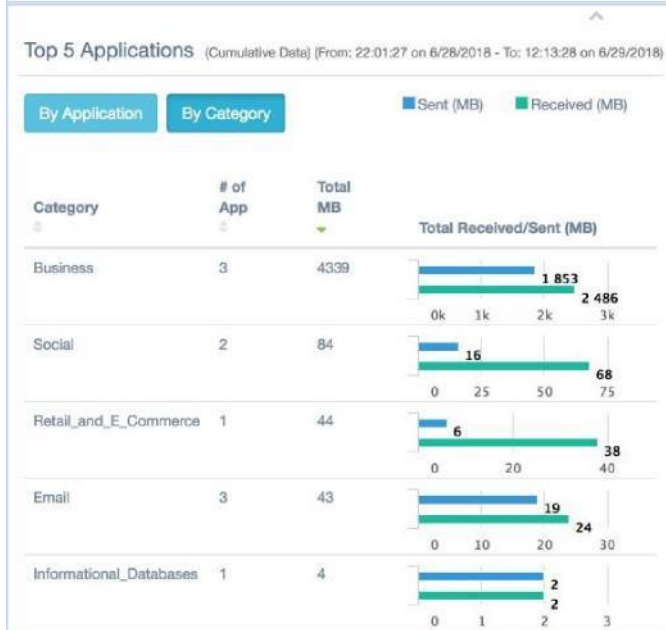 Top 5 Applications (Cumulative Data) (From: 22:01:27 on 6/28/2018 - To: 12:13:28 on 6/29/2018)
By Application By Category Sent (MB) Received (MB)
Category # of App Total MB Total Received/Sent (MB)
Business 3 4339 1 853
2 486
0k 1k 2k 3k
Social 2 84 16
68
0 25 50 75
Retail_and_E_Commerce 1 44 6
38
0 20 40
Email 3 43 19
24
0 10 20 30
Informational_Databases 1 4 2
2
0 1 2 3